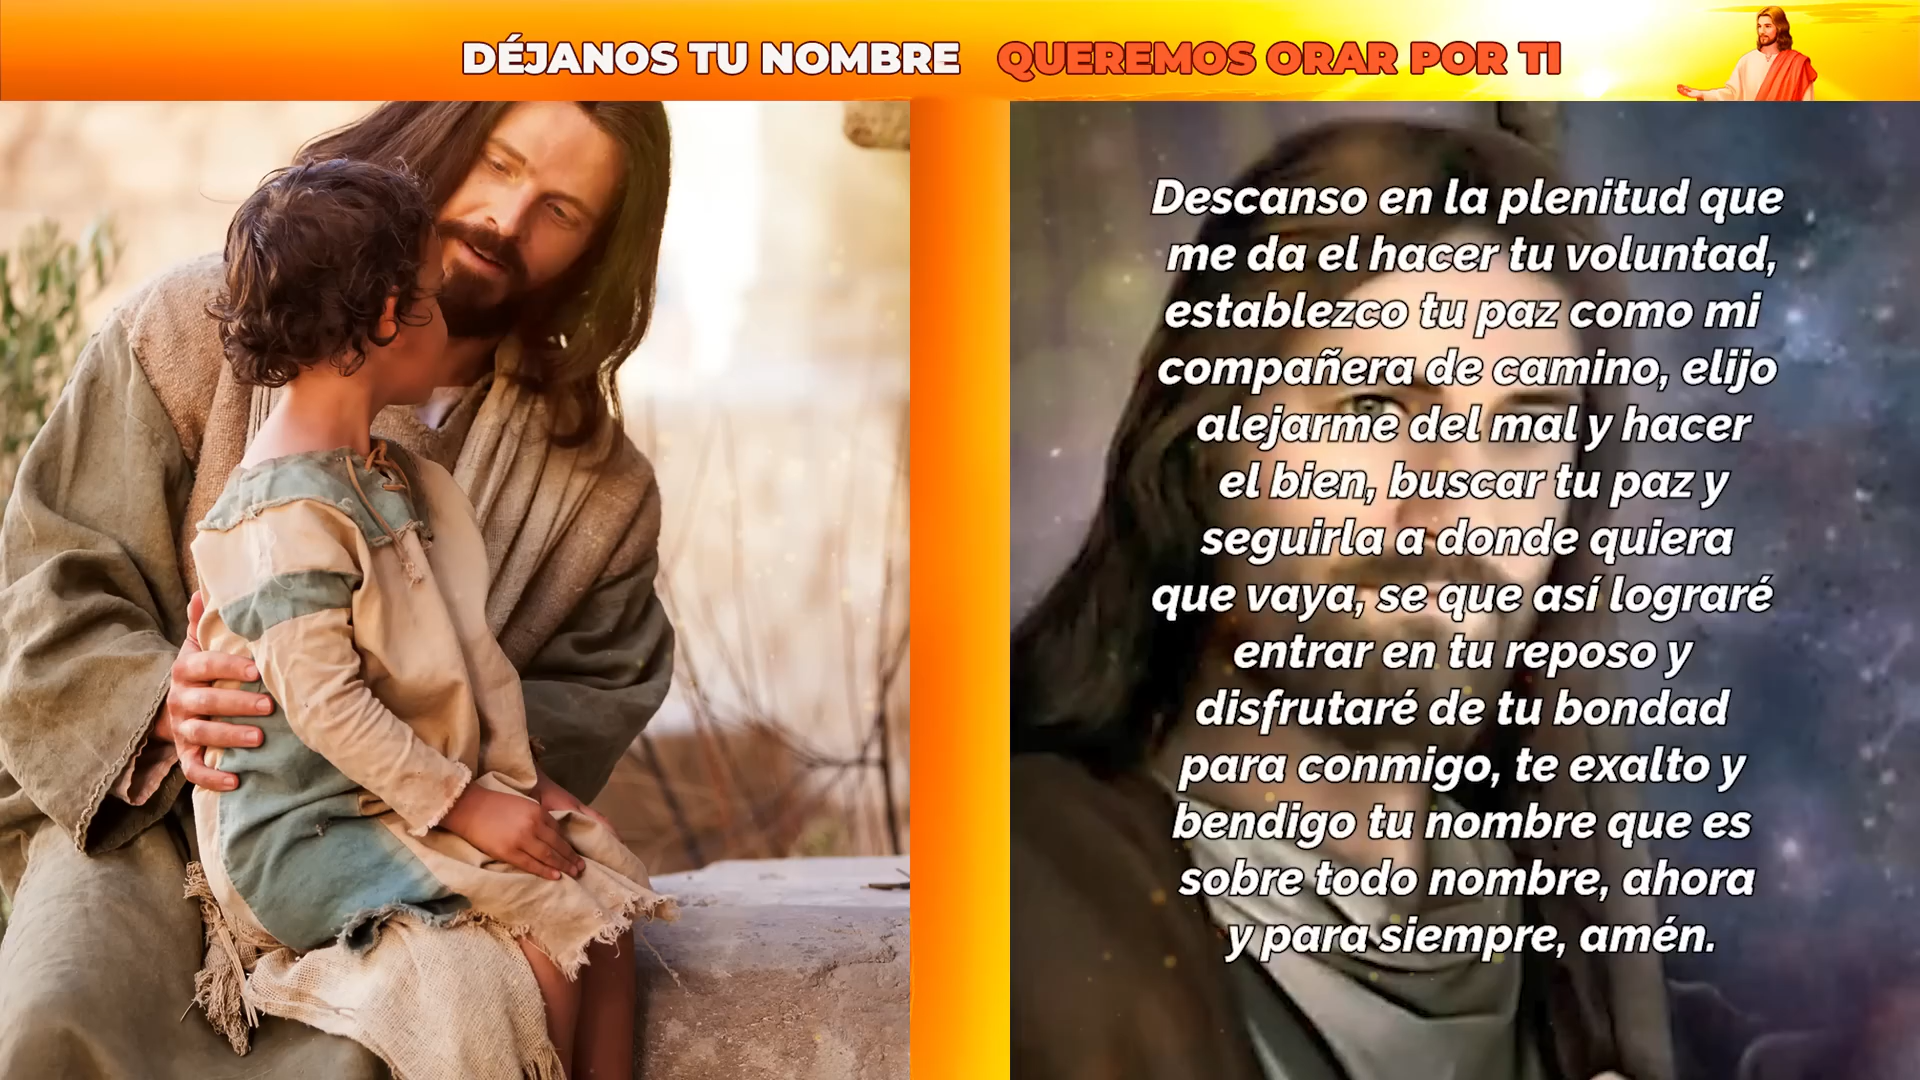 DÉJANOS TU NOMBRE QUEREMOS ORAR POR TI
Descanso en la plenitud que
me da el hacer tu voluntad,
establezco tu paz como mi
compañera de camino, elijo
alejarme del mal y hacer
el bien, buscar tu paz y
seguirla a donde quiera
que vaya, se que así lograré
entrar en tu reposo y
disfrutaré de tu bondad
para conmigo, te exalto y
bendigo tu nombre que es
sobre todo nombre, ahora
y para siempre, amén.